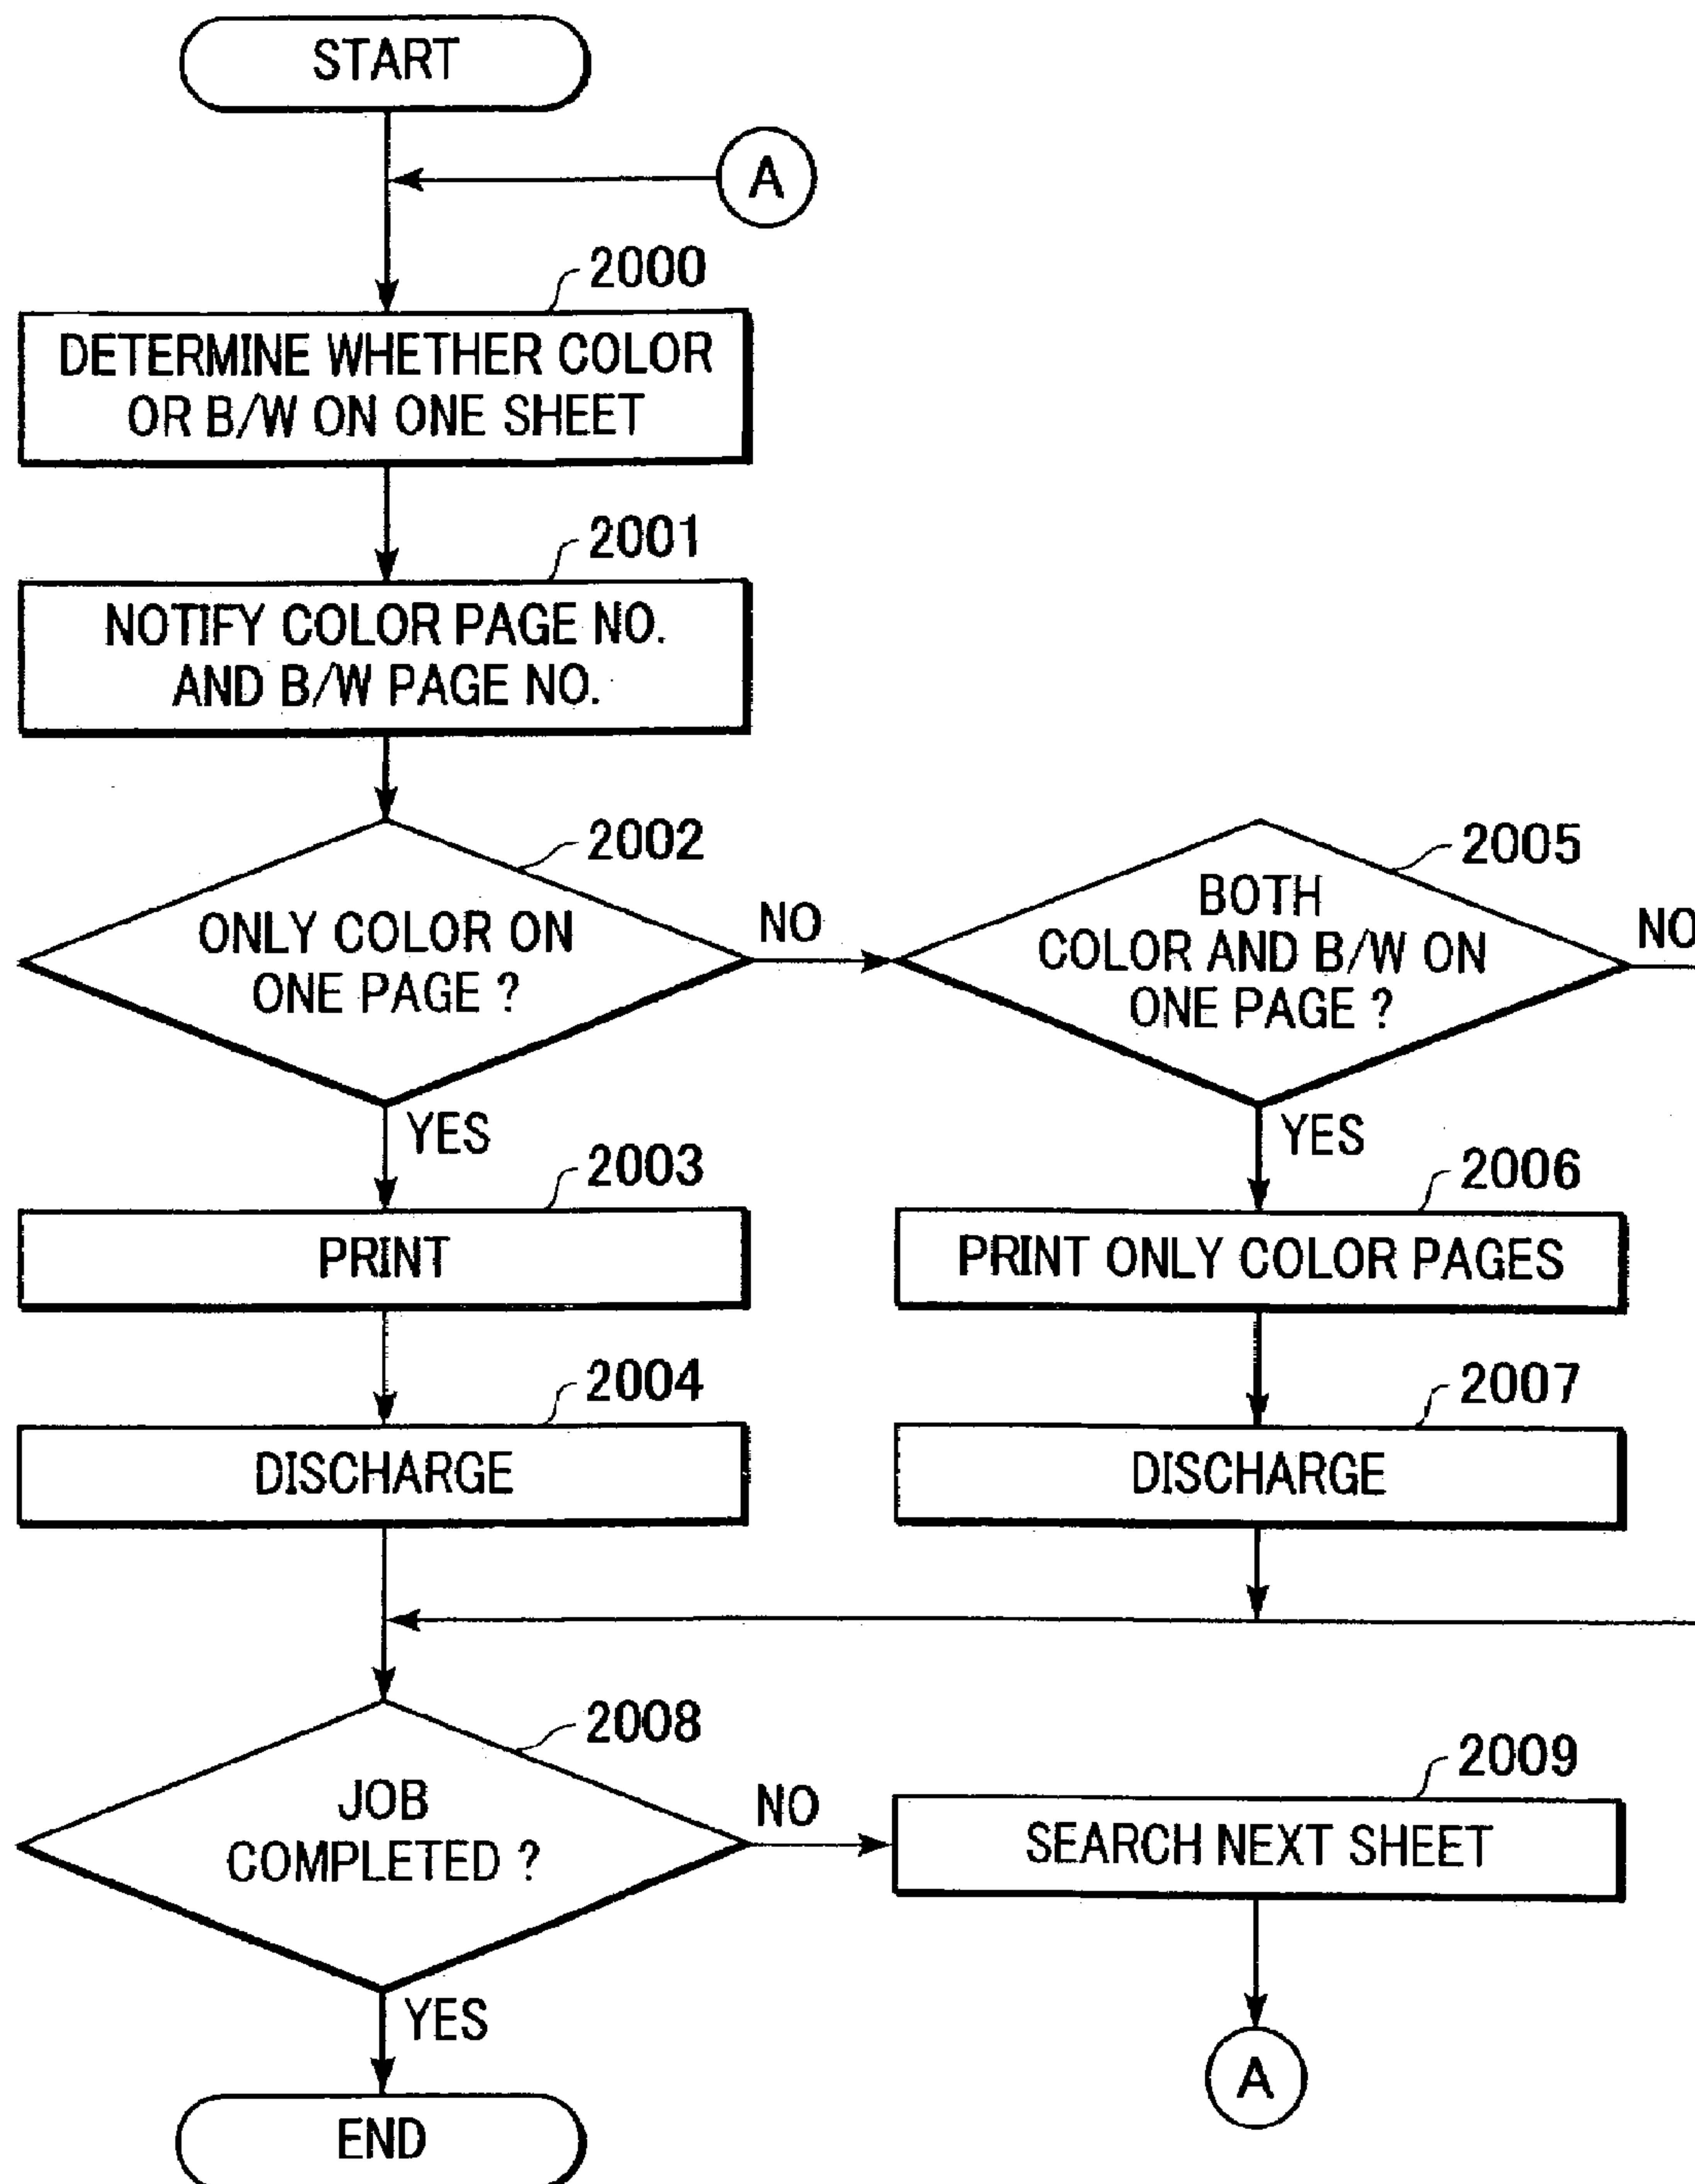 START
A
2000
DETERMINE WHETHER COLOR
OR B/W ON ONE SHEET
2001
NOTIFY COLOR PAGE NO.
AND B/W PAGE NO.
2002
ONLY COLOR ON
ONE PAGE ?
NO
YES
2005
BOTH
COLOR AND B/W ON
ONE PAGE ?
NO
YES
2003
PRINT
2006
PRINT ONLY COLOR PAGES
2004
DISCHARGE
2007
DISCHARGE
2008
JOB
COMPLETED ?
NO
YES
2009
SEARCH NEXT SHEET
A
END